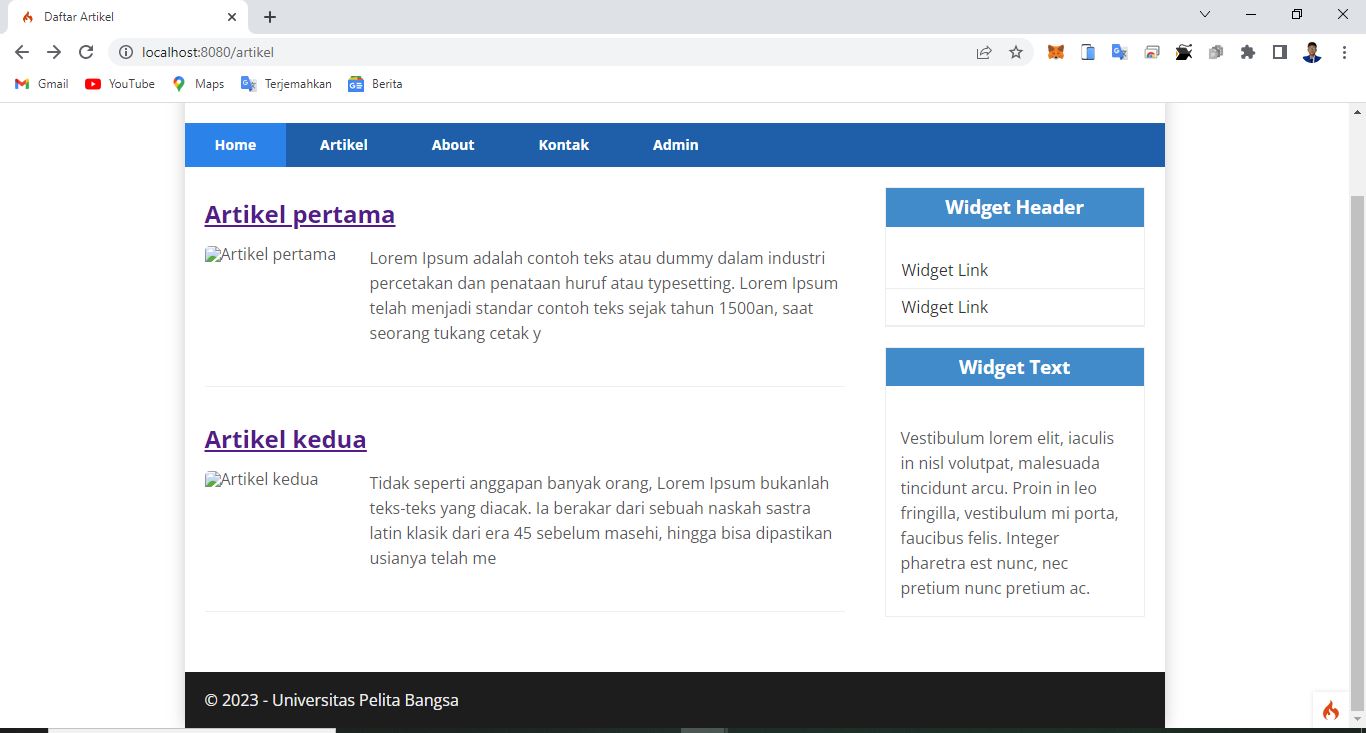 Daftar Artikel
localhost:8080/artikel
Gmail
YouTube
Maps
Terjemahkan
Berita
Home
Artikel
About
Kontak
Admin
Artikel pertama
Artikel pertama
Lorem Ipsum adalah contoh teks atau dummy dalam industri
percetakan dan penataan huruf atau typesetting. Lorem Ipsum
telah menjadi standar contoh teks sejak tahun 1500an, saat
seorang tukang cetak y
Artikel kedua
Artikel kedua
Tidak seperti anggapan banyak orang, Lorem Ipsum bukanlah
teks-teks yang diacak. Ia berakar dari sebuah naskah sastra
latin klasik dari era 45 sebelum masehi, hingga bisa dipastikan
usianya telah me
Widget Header
Widget Link
Widget Link
Widget Text
Vestibulum lorem elit, iaculis
in nisl volutpat, malesuada
tincidunt arcu. Proin in leo
fringilla, vestibulum mi porta,
faucibus felis. Integer
pharetra est nunc, nec
pretium nunc pretium ac.
© 2023 - Universitas Pelita Bangsa